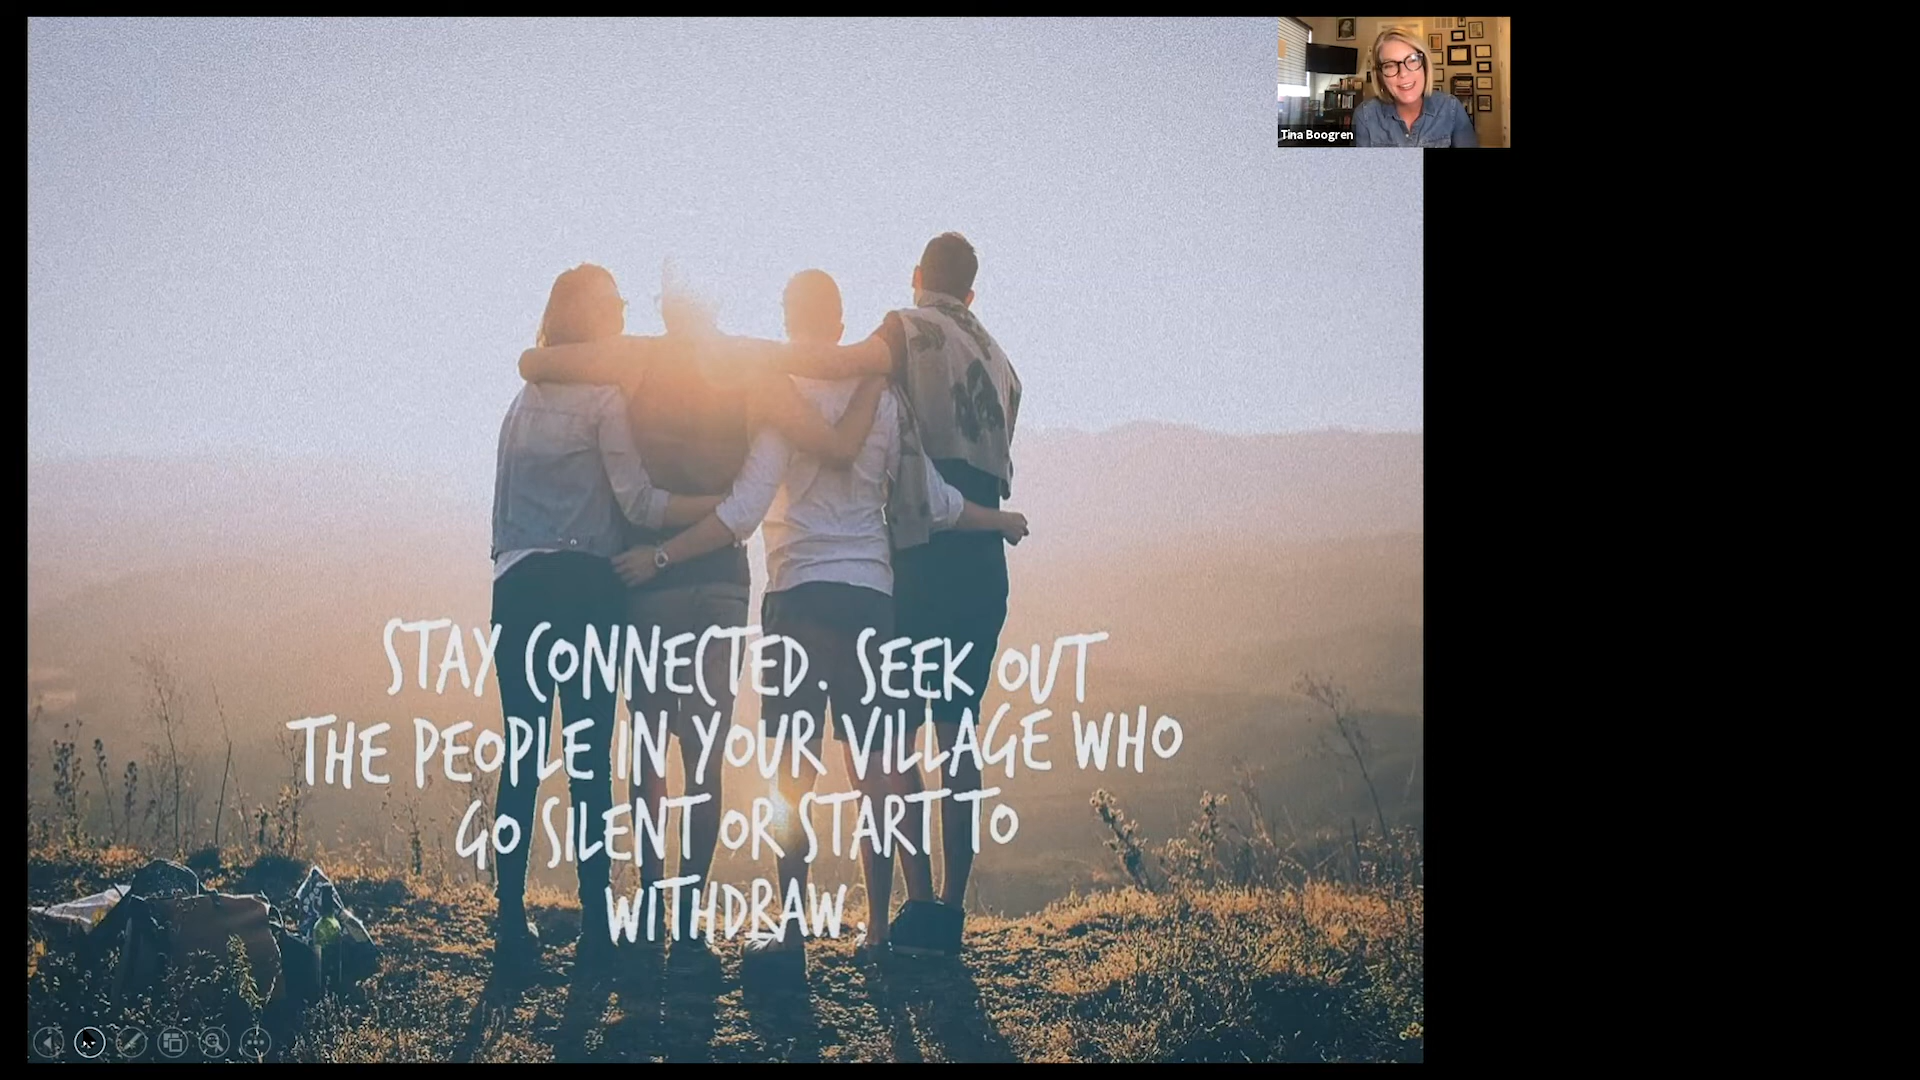 Tina Boogren
STAY CONNECTED. SEEK OUT
THE PEOPLE IN YOUR VILLAGE WHO
GO SILENT OR START TO
WITHDRAW.